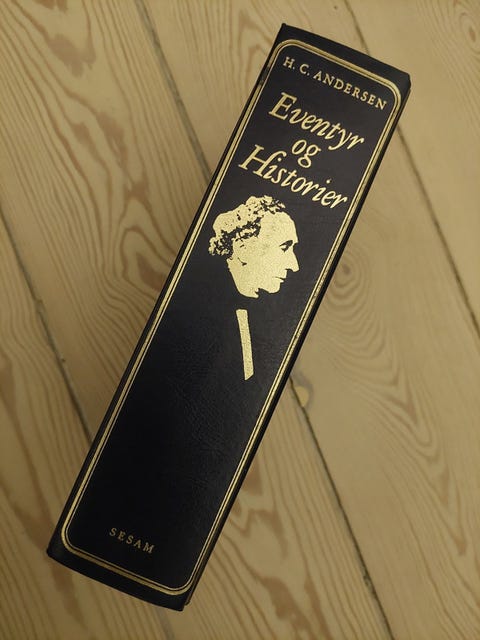 H. C. ANDERSEN
Eventyr
og
Historier
SESAM